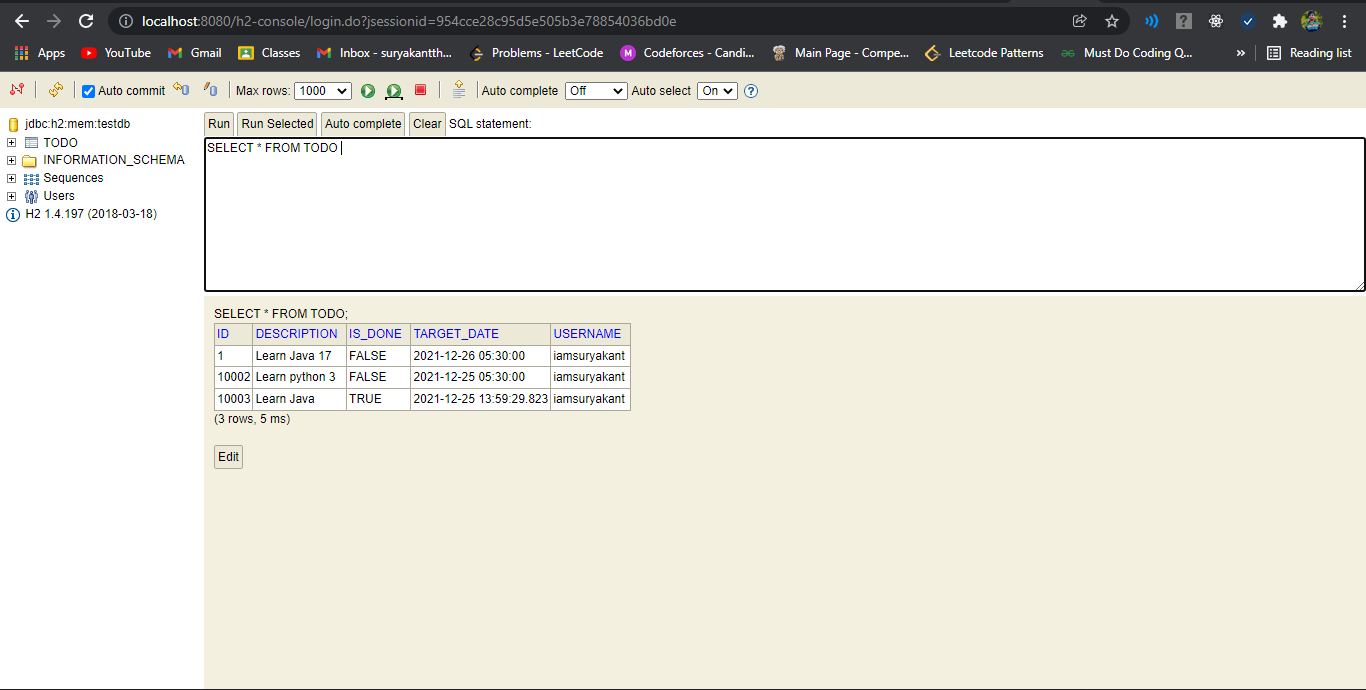 localhost:8080/h2-console/login.do?jsessionid=954cce28c95d5e505b3e78854036bd0e
Apps YouTube Gmail Classes Inbox - suryakantth... Problems - LeetCode Codeforces - Candi... Main Page - Compe... Leetcode Patterns Must Do Coding Q... » Reading list
Auto commit Max rows: 1000 Auto complete Off Auto select On ?
jdbc:h2:mem:testdb
TODO
INFORMATION_SCHEMA
Sequences
Users
H2 1.4.197 (2018-03-18)
Run Run Selected Auto complete Clear SQL statement:
SELECT * FROM TODO
SELECT * FROM TODO;
ID DESCRIPTION IS_DONE TARGET_DATE USERNAME
1 Learn Java 17 FALSE 2021-12-26 05:30:00 iamsuryakant
10002 Learn python 3 FALSE 2021-12-25 05:30:00 iamsuryakant
10003 Learn Java TRUE 2021-12-25 13:59:29.823 iamsuryakant
(3 rows, 5 ms)
Edit